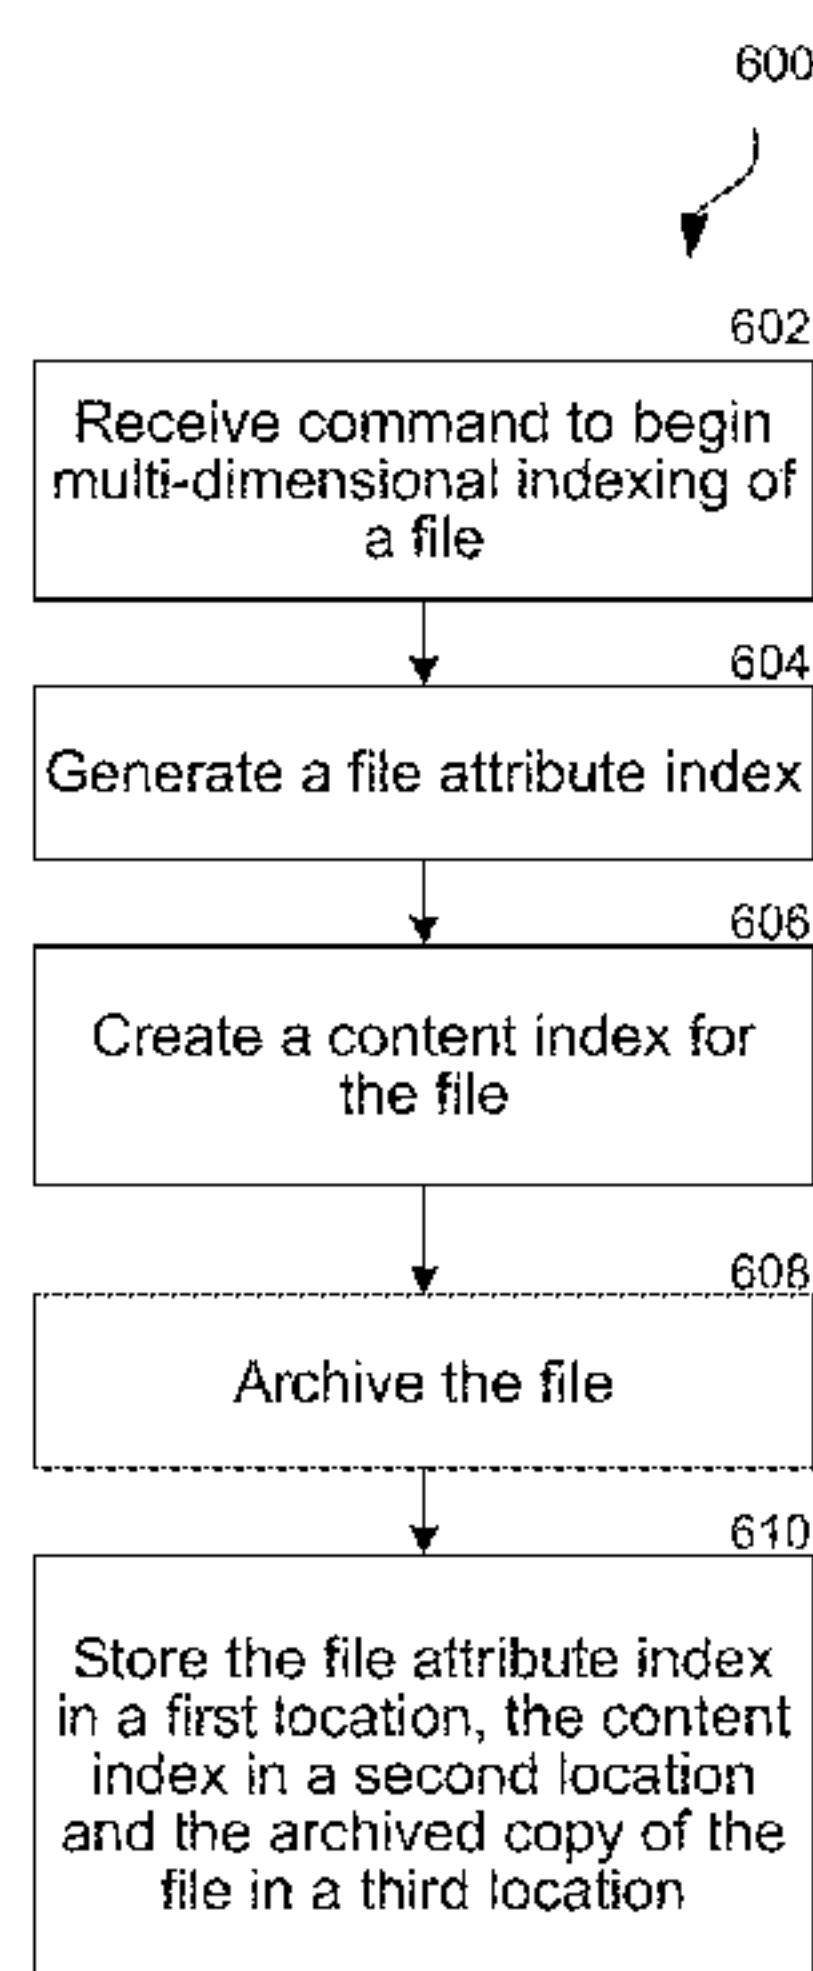 600
602
Receive command to begin
multi-dimensional indexing of
a file
604
Generate a file attribute index
606
Create a content index for
the file
608
Archive the file
610
Store the file attribute index
in a first location, the content
index in a second location
and the archived copy of the
file in a third location